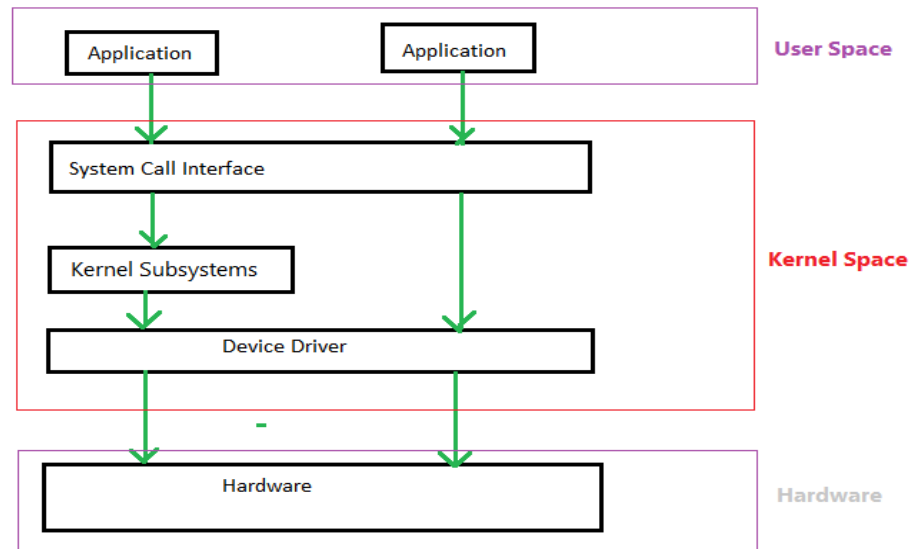 Application
Application
User Space
System Call Interface
Kernel Subsystems
Kernel Space
Device Driver
Hardware
Hardware